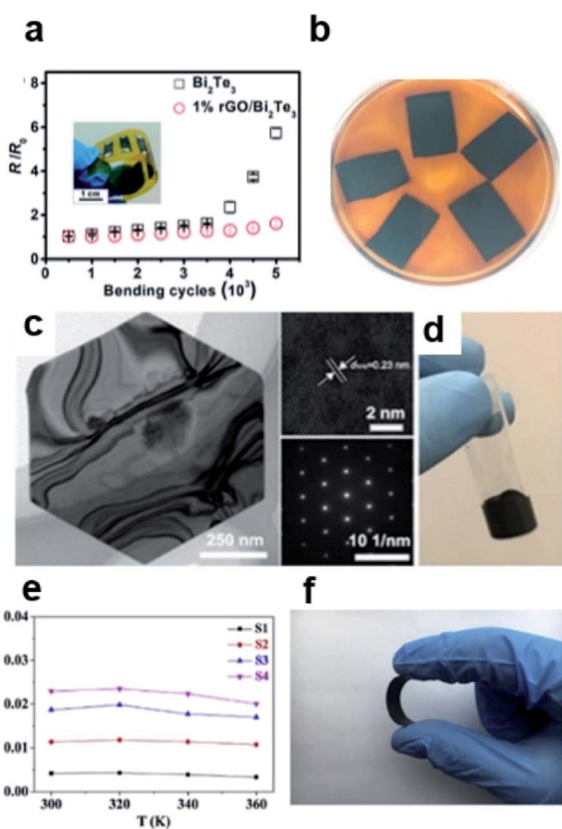 a
b
8
6
4
2
0
R/R0
Bi2Te3
1% rGO/Bi2Te3
1 cm
0 1 2 3 4 5
Bending cycles (10³)
c
=0.23 nm
2 nm
250 nm
10 1/nm
d
e
f
0.04
0.03
0.02
0.01
0.00
S1
S2
S3
S4
300 320 340 360
T (K)